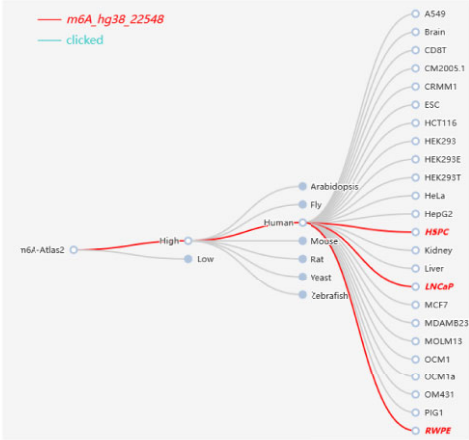 m6A_hg38_22548
clicked
m6A-Atlas2
High
Low
Arabidopsis
Fly
Human
Mouse
Rat
Yeast
Zebrafish
A549
Brain
CD8T
CM2005.1
CRMM1
ESC
HCT116
HEK293
HEK293E
HEK293T
HeLa
HepG2
HSPC
Kidney
Liver
LNCaP
MCF7
MDAMB23
MOLM13
OCM1
OCM1a
OM431
PIG1
RWPE